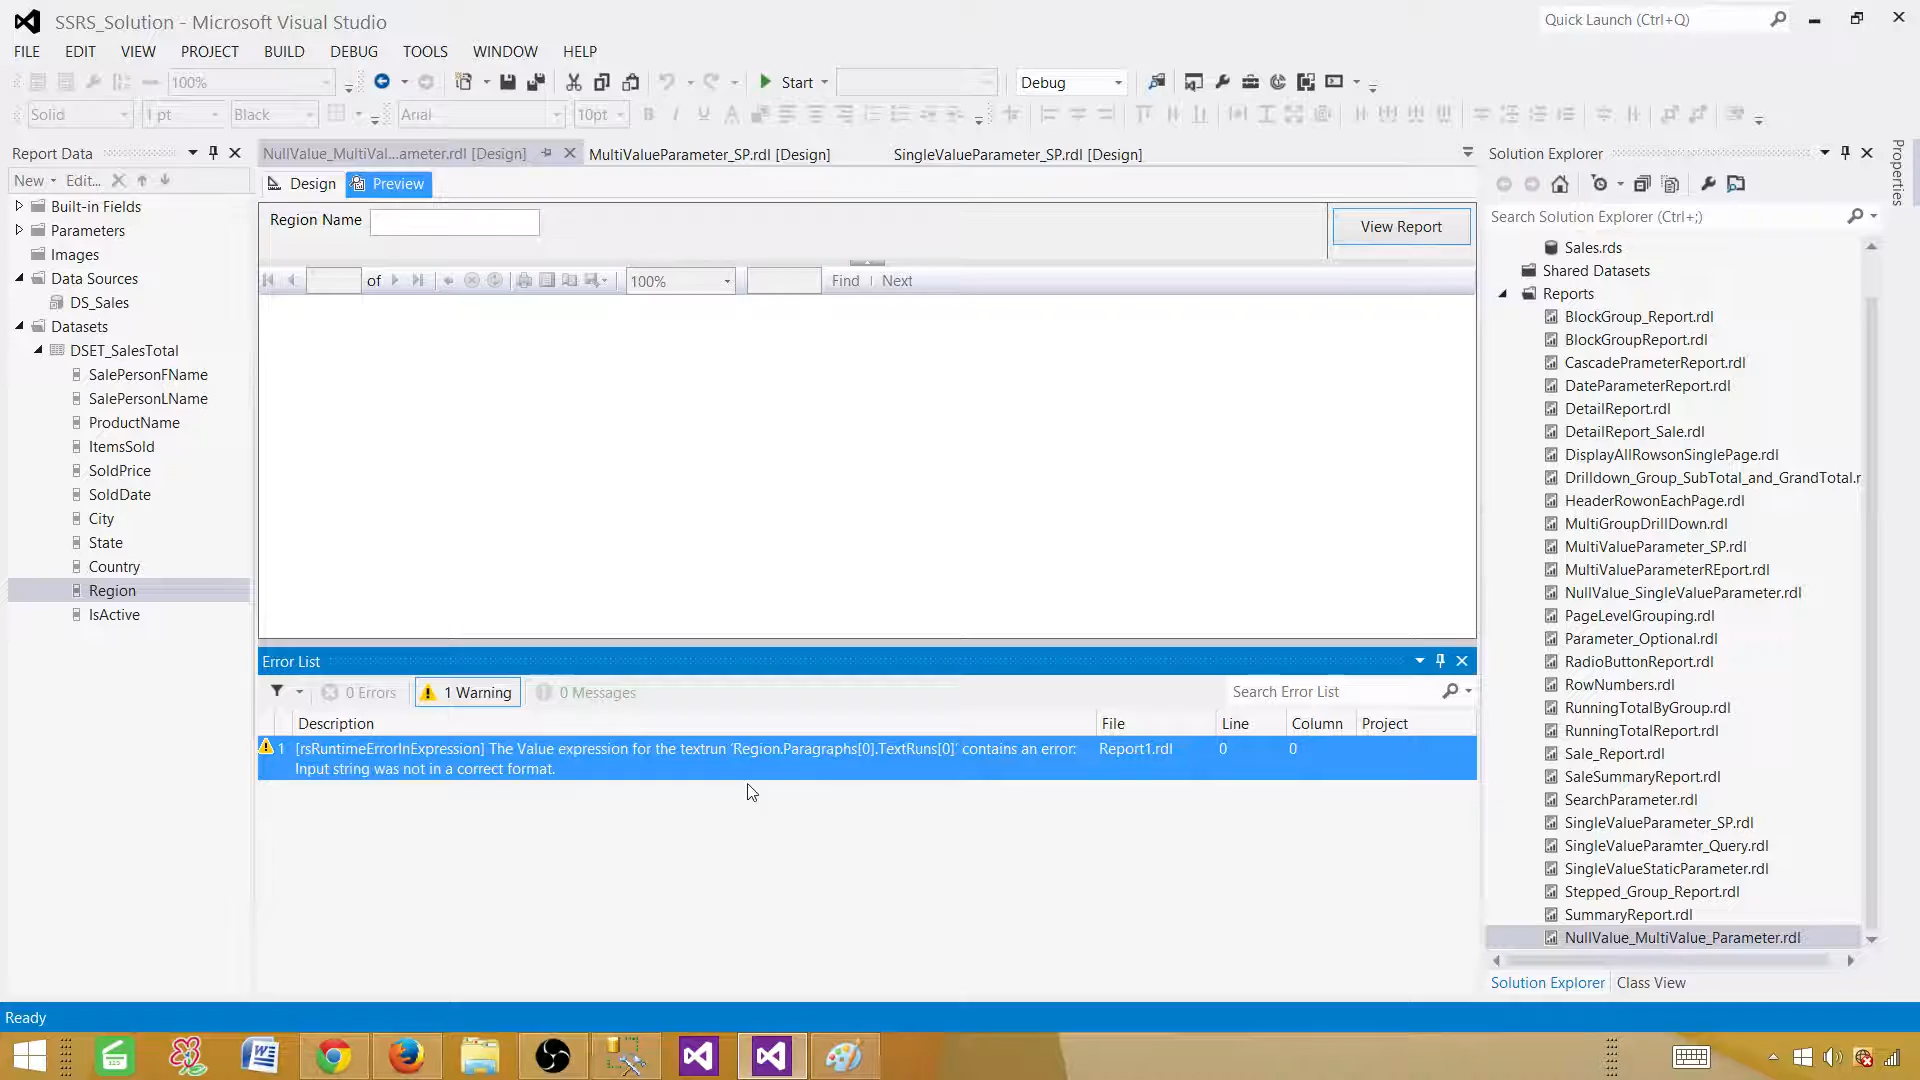 SSRS_Solution - Microsoft Visual Studio
Quick Launch (Ctrl+Q)
FILE EDIT VIEW PROJECT BUILD DEBUG TOOLS WINDOW HELP
100%
Start
Debug
Solid
1 pt
Black
Arial
10pt
B I U A
Report Data
NullValue_MultiVal...ameter.rdl [Design]
MultiValueParameter_SP.rdl [Design]
SingleValueParameter_SP.rdl [Design]
Solution Explorer
Properties
New Edit...
Design
Preview
Built-in Fields
Parameters
Images
Data Sources
DS_Sales
Datasets
DSET_SalesTotal
SalePersonFName
SalePersonLName
ProductName
ItemsSold
SoldPrice
SoldDate
City
State
Country
Region
IsActive
Region Name
View Report
of
100%
Find | Next
Error List
0 Errors
1 Warning
0 Messages
Search Error List
Description File Line Column Project
1 [rsRuntimeErrorInExpression] The Value expression for the textrun ‘Region.Paragraphs[0].TextRuns[0]’ contains an error: Report1.rdl 0 0
Input string was not in a correct format.
Search Solution Explorer (Ctrl+;)
Sales.rds
Shared Datasets
Reports
BlockGroup_Report.rdl
BlockGroupReport.rdl
CascadePrameterReport.rdl
DateParameterReport.rdl
DetailReport.rdl
DetailReport_Sale.rdl
DisplayAllRowsonSinglePage.rdl
Drilldown_Group_SubTotal_and_GrandTotal.r
HeaderRowonEachPage.rdl
MultiGroupDrillDown.rdl
MultiValueParameter_SP.rdl
MultiValueParameterREport.rdl
NullValue_SingleValueParameter.rdl
PageLevelGrouping.rdl
Parameter_Optional.rdl
RadioButtonReport.rdl
RowNumbers.rdl
RunningTotalByGroup.rdl
RunningTotalReport.rdl
Sale_Report.rdl
SaleSummaryReport.rdl
SearchParameter.rdl
SingleValueParameter_SP.rdl
SingleValueParamter_Query.rdl
SingleValueStaticParameter.rdl
Stepped_Group_Report.rdl
SummaryReport.rdl
NullValue_MultiValue_Parameter.rdl
Solution Explorer Class View
Ready